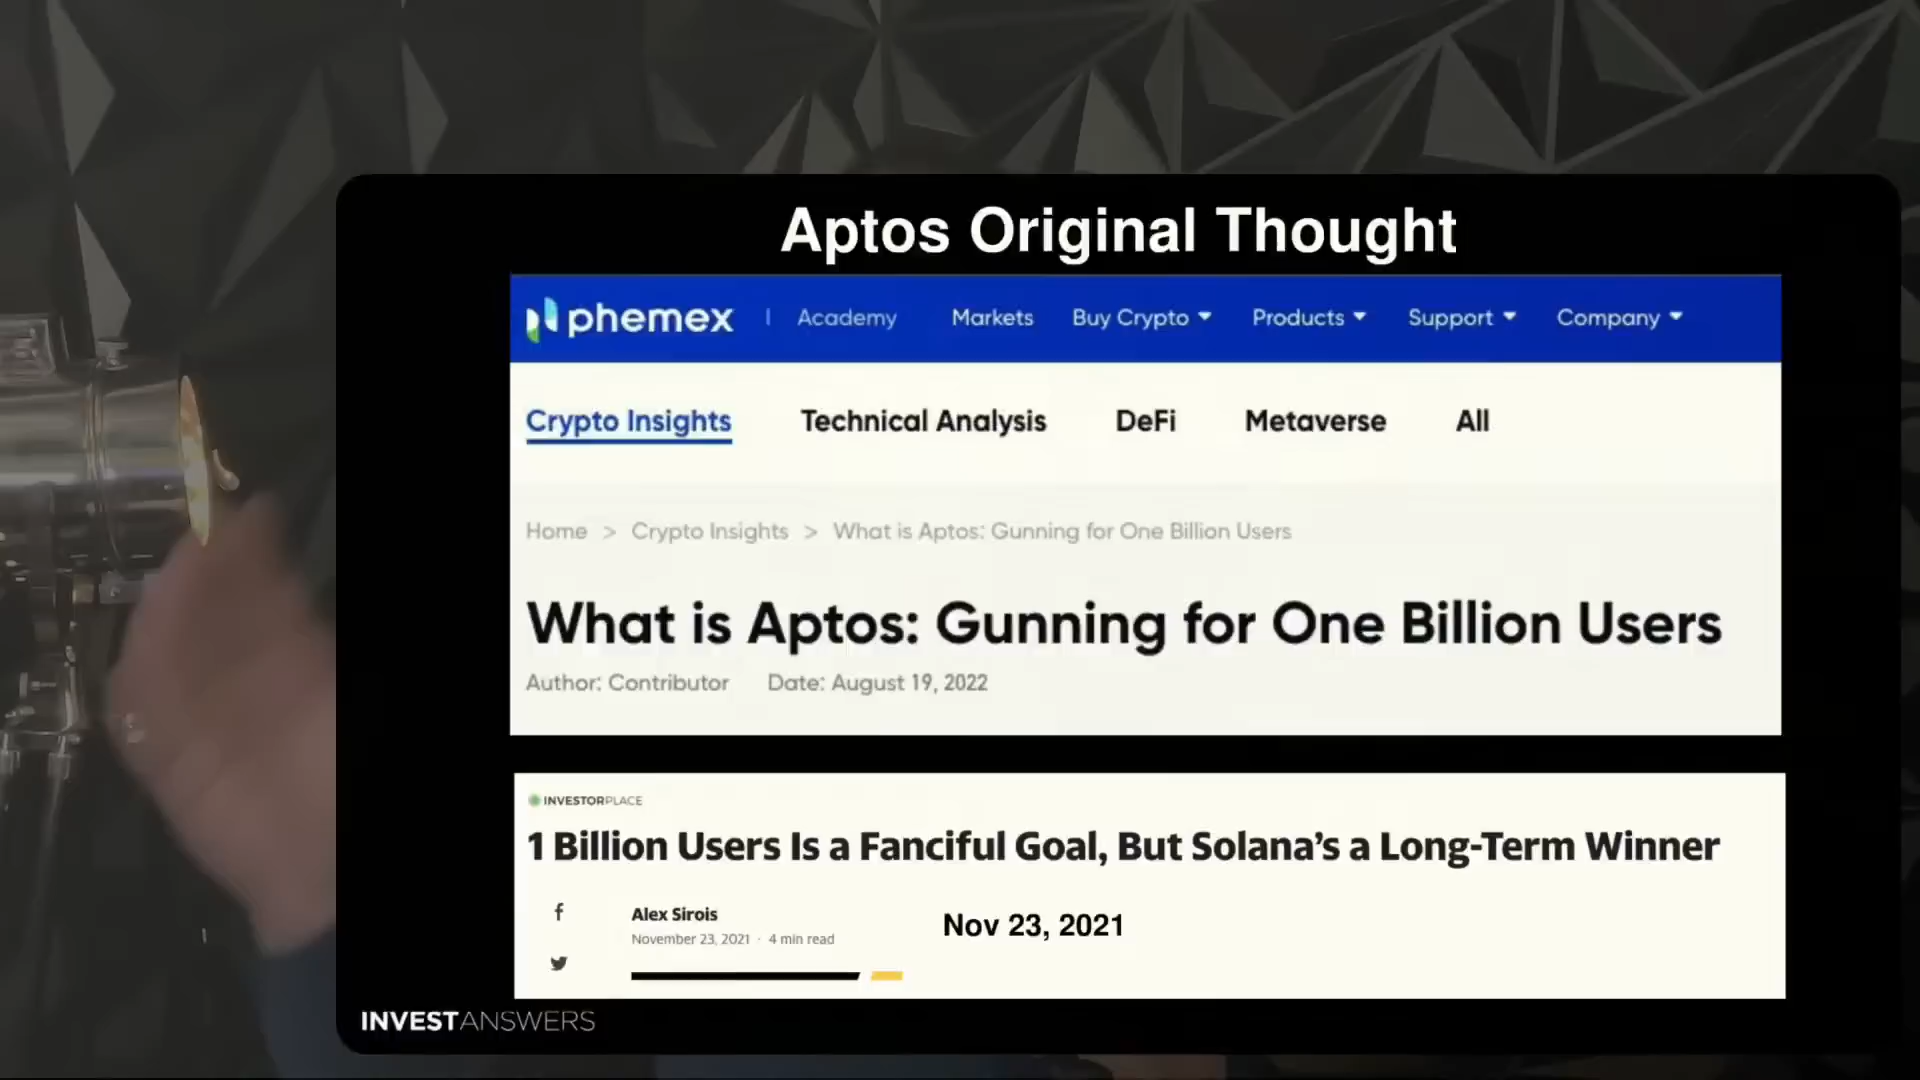 Aptos Original Thought
phemex | Academy Markets Buy Crypto Products Support Company
Crypto Insights Technical Analysis DeFi Metaverse All
Home > Crypto Insights > What is Aptos: Gunning for One Billion Users
What is Aptos: Gunning for One Billion Users
Author: Contributor Date: August 19, 2022
INVESTORPLACE
1 Billion Users Is a Fanciful Goal, But Solana's a Long-Term Winner
Alex Sirois
November 23, 2021 · 4 min read
Nov 23, 2021
INVESTANSWERS